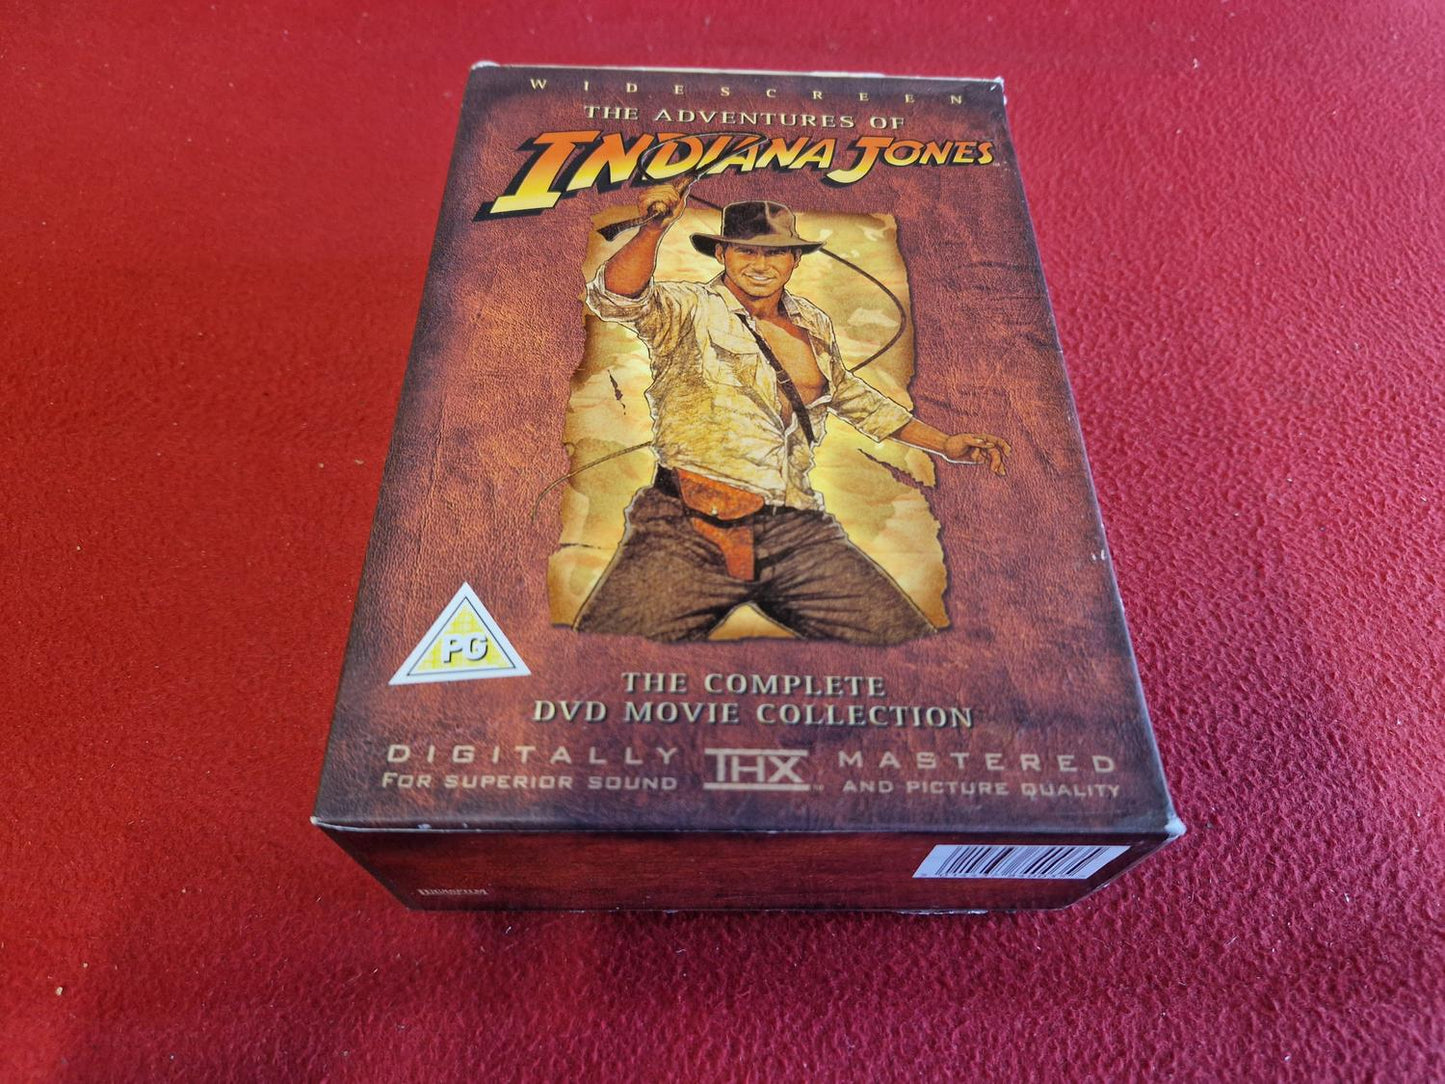 WIDESCREEN
THE ADVENTURES OF
INDIANA JONES
PG
THE COMPLETE
DVD MOVIE COLLECTION
DIGITALLY THX MASTERED
FOR SUPERIOR SOUND AND PICTURE QUALITY
LUCASFILM